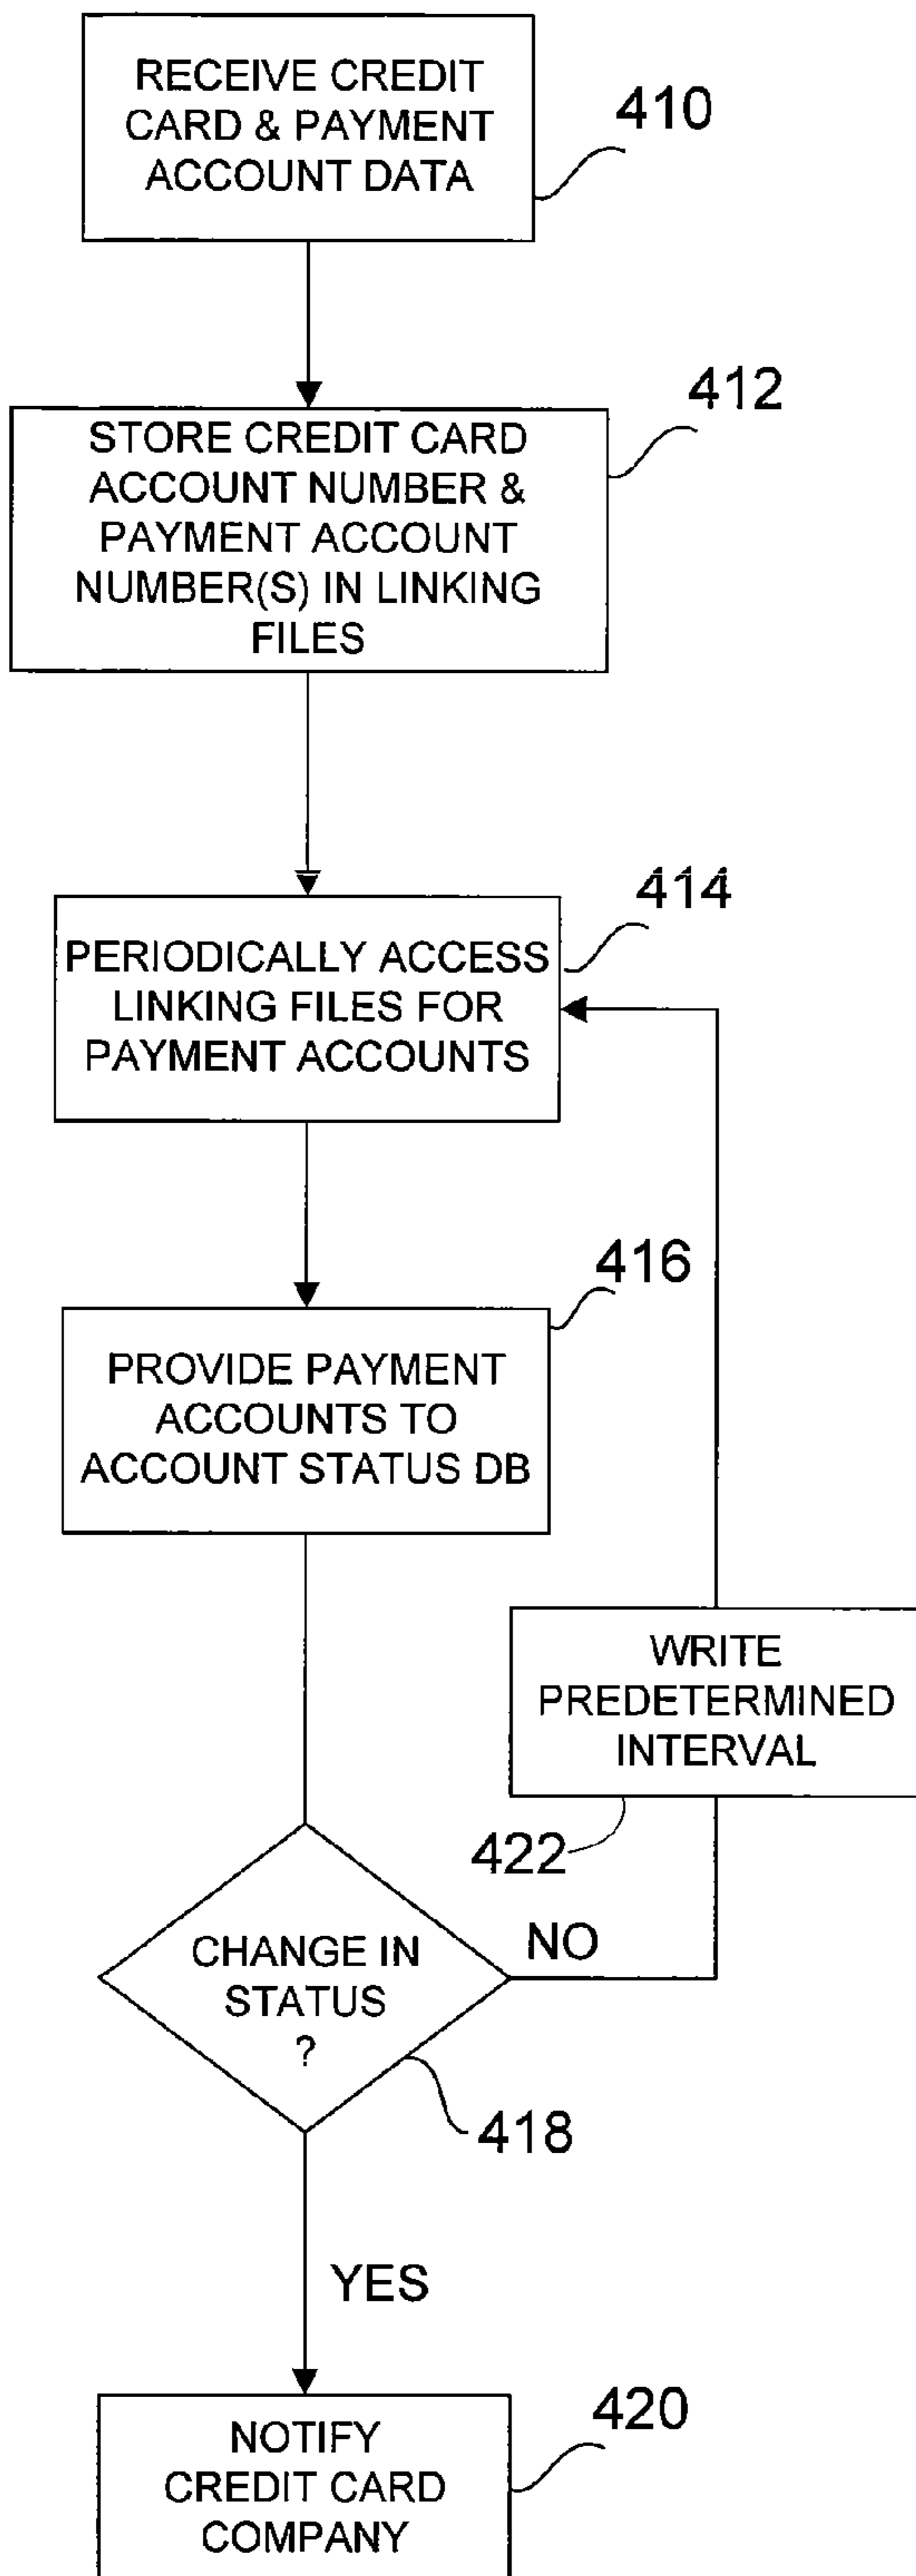 RECEIVE CREDIT
CARD & PAYMENT
ACCOUNT DATA
410
412
STORE CREDIT CARD
ACCOUNT NUMBER &
PAYMENT ACCOUNT
NUMBER(S) IN LINKING
FILES
414
PERIODICALLY ACCESS
LINKING FILES FOR
PAYMENT ACCOUNTS
416
PROVIDE PAYMENT
ACCOUNTS TO
ACCOUNT STATUS DB
WRITE
PREDETERMINED
INTERVAL
422
CHANGE IN
STATUS
?
NO
418
YES
420
NOTIFY
CREDIT CARD
COMPANY